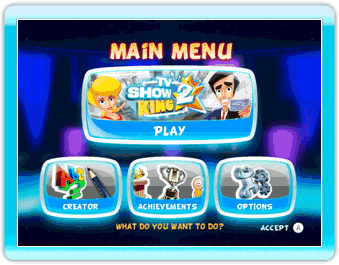 MAIN MENU
TV
SHOW
KING 2
PLAY
CREATOR
ACHIEVEMENTS
OPTIONS
WHAT DO YOU WANT TO DO?
ACCEPT A